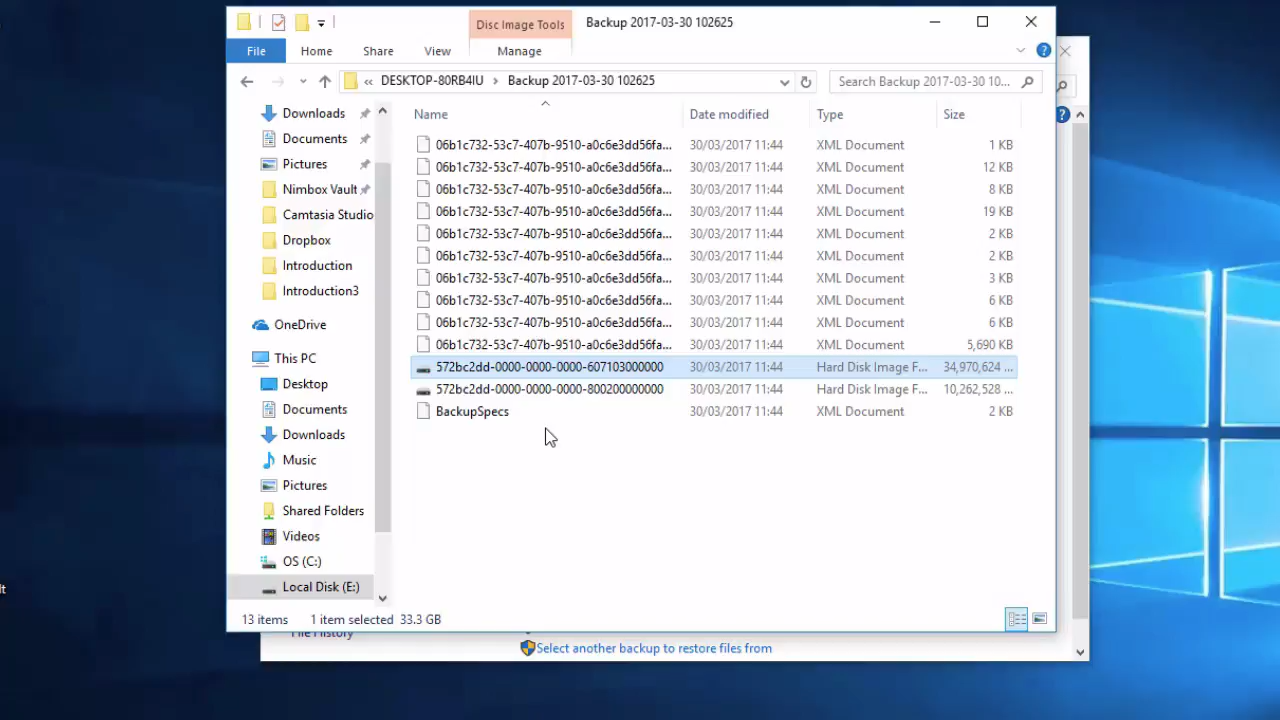 Disc Image Tools
Backup 2017-03-30 102625
File
Home
Share
View
Manage
« DESKTOP-80RB4IU > Backup 2017-03-30 102625
Search Backup 2017-03-30 10...
Downloads
Documents
Pictures
Nimbox Vault
Camtasia Studio
Dropbox
Introduction
Introduction3
OneDrive
This PC
Desktop
Documents
Downloads
Music
Pictures
Shared Folders
Videos
OS (C:)
Local Disk (E:)
Name Date modified Type Size
06b1c732-53c7-407b-9510-a0c6e3dd56fa... 30/03/2017 11:44 XML Document 1 KB
06b1c732-53c7-407b-9510-a0c6e3dd56fa... 30/03/2017 11:44 XML Document 12 KB
06b1c732-53c7-407b-9510-a0c6e3dd56fa... 30/03/2017 11:44 XML Document 8 KB
06b1c732-53c7-407b-9510-a0c6e3dd56fa... 30/03/2017 11:44 XML Document 19 KB
06b1c732-53c7-407b-9510-a0c6e3dd56fa... 30/03/2017 11:44 XML Document 2 KB
06b1c732-53c7-407b-9510-a0c6e3dd56fa... 30/03/2017 11:44 XML Document 2 KB
06b1c732-53c7-407b-9510-a0c6e3dd56fa... 30/03/2017 11:44 XML Document 3 KB
06b1c732-53c7-407b-9510-a0c6e3dd56fa... 30/03/2017 11:44 XML Document 6 KB
06b1c732-53c7-407b-9510-a0c6e3dd56fa... 30/03/2017 11:44 XML Document 6 KB
06b1c732-53c7-407b-9510-a0c6e3dd56fa... 30/03/2017 11:44 XML Document 5,690 KB
572bc2dd-0000-0000-0000-607103000000 30/03/2017 11:44 Hard Disk Image F... 34,970,624 ...
572bc2dd-0000-0000-0000-800200000000 30/03/2017 11:44 Hard Disk Image F... 10,262,528 ...
BackupSpecs 30/03/2017 11:44 XML Document 2 KB
13 items 1 item selected 33.3 GB
File History
Select another backup to restore files from
lt